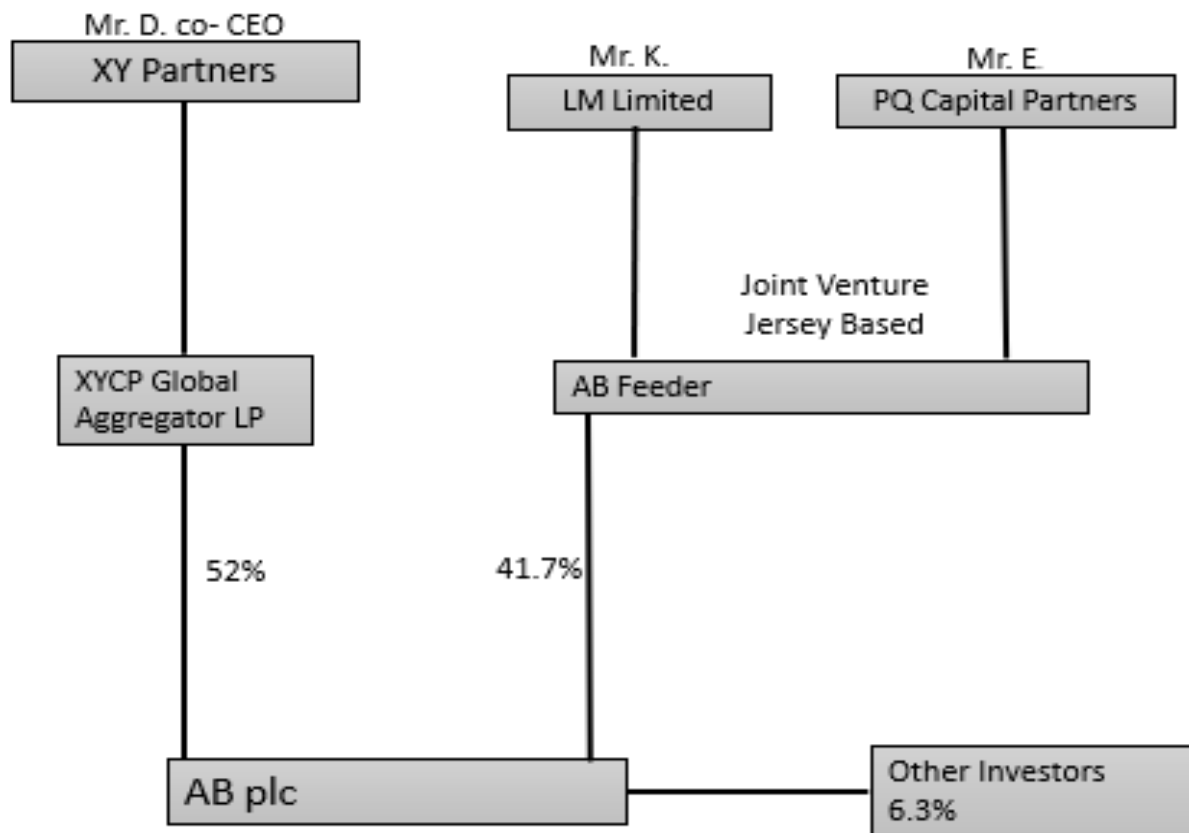 Mr. D. co- CEO
XY Partners
Mr. K.
LM Limited
Mr. E.
PQ Capital Partners
Joint Venture
Jersey Based
XYCP Global
Aggregator LP
AB Feeder
52%
41.7%
AB plc
Other Investors
6.3%